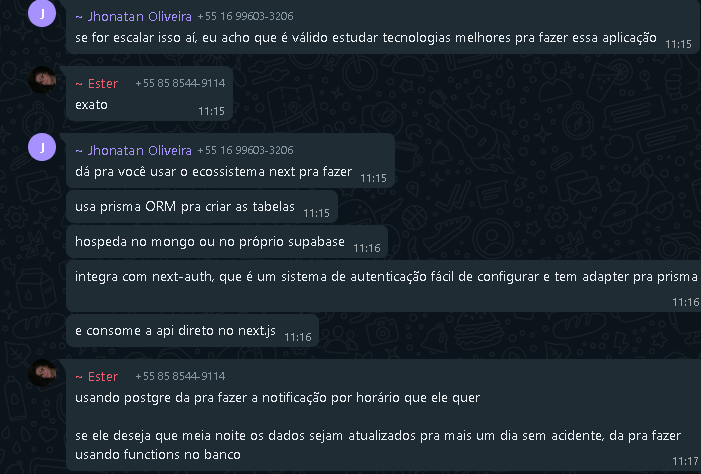 J
~ Jhonatan Oliveira +55 16 99603-3206
se for escalar isso aí, eu acho que é válido estudar tecnologias melhores pra fazer essa aplicação 11:15
~ Ester +55 85 8544-9114
exato 11:15
J
~ Jhonatan Oliveira +55 16 99603-3206
dá pra você usar o ecossistema next pra fazer 11:15
usa prisma ORM pra criar as tabelas 11:15
hospeda no mongo ou no próprio supabase 11:16
integra com next-auth, que é um sistema de autenticação fácil de configurar e tem adapter pra prisma
11:16
e consome a api direto no next.js 11:16
~ Ester +55 85 8544-9114
usando postgre da pra fazer a notificação por horário que ele quer
se ele deseja que meia noite os dados sejam atualizados pra mais um dia sem acidente, da pra fazer
usando functions no banco 11:17